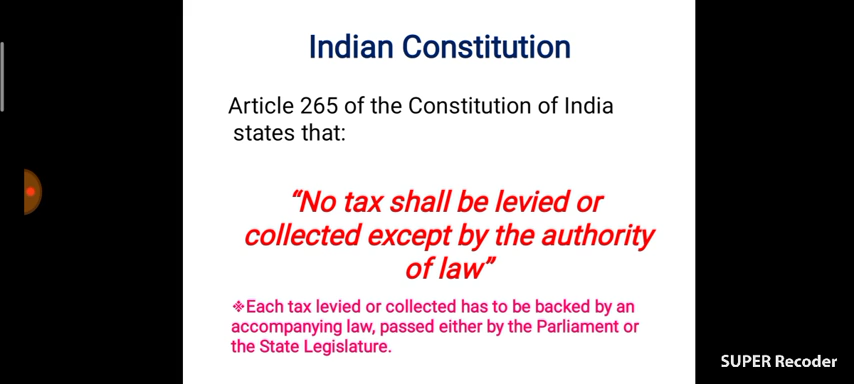 Indian Constitution
Article 265 of the Constitution of India
states that:
“No tax shall be levied or
collected except by the authority
of law”
❖Each tax levied or collected has to be backed by an
accompanying law, passed either by the Parliament or
the State Legislature.
SUPER Recoder